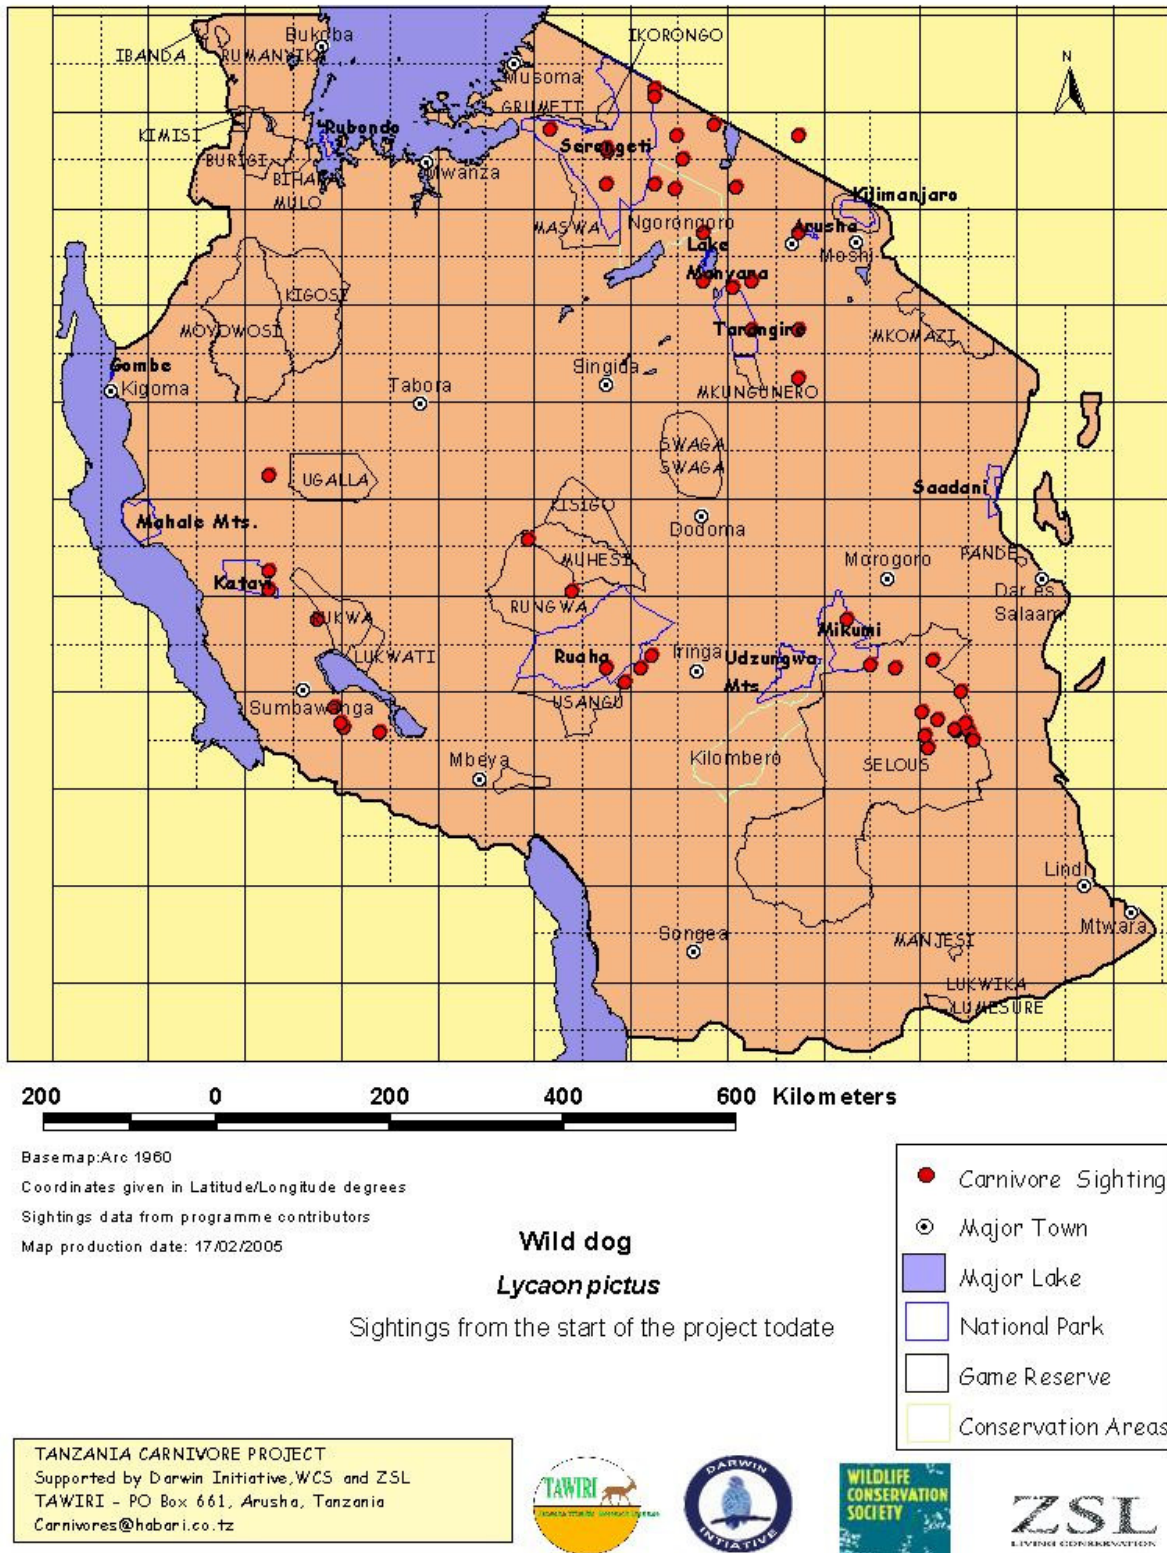 IKORONGO
Bukoba
IBANDA
RUMANYIKA
Musoma
GRUMETI
KIMISI
Rubondo
Serengeti
BURIGI
Mwanza
BIHARA
MULO
Kilimanjaro
MASWA
Ngorongoro
Arusha
Lake
Moshi
Manyara
KIGOSI
MOYOWOSI
Tarangire
MKOMAZI
Gombe
Kigoma
Tabora
Singida
MKUNGUNERO
SWAGA
SWAGA
UGALLA
Saadani
KISIGO
Mahale Mts.
Dodoma
MUHESI
Morogoro
PANDE
Katavi
Dar es
Salaam
RUNGWA
RUKWA
Mikumi
LUKWATI
Ruaha
Iringa
Udzungwa
Mts
USANGU
Sumbawanga
Mbeya
Kilombero
SELOUS
Lindi
Mtwara
Songea
MANJESI
LUKWIKA
LUMESURE
N
200 0 200 400 600 Kilometers
Basemap:Arc 1960
Coordinates given in Latitude/Longitude degrees
Sightings data from programme contributors
Map production date: 17/02/2005
Wild dog
Lycaon pictus
Sightings from the start of the project todate
Carnivore Sighting
Major Town
Major Lake
National Park
Game Reserve
Conservation Areas
TANZANIA CARNIVORE PROJECT
Supported by Darwin Initiative,WCS and ZSL
TAWIRI - PO Box 661, Arusha, Tanzania
Carnivores@habari.co.tz
TAWIRI
DARWIN
INITIATIVE
WILDLIFE
CONSERVATION
SOCIETY
ZSL
LIVING CONSERVATION